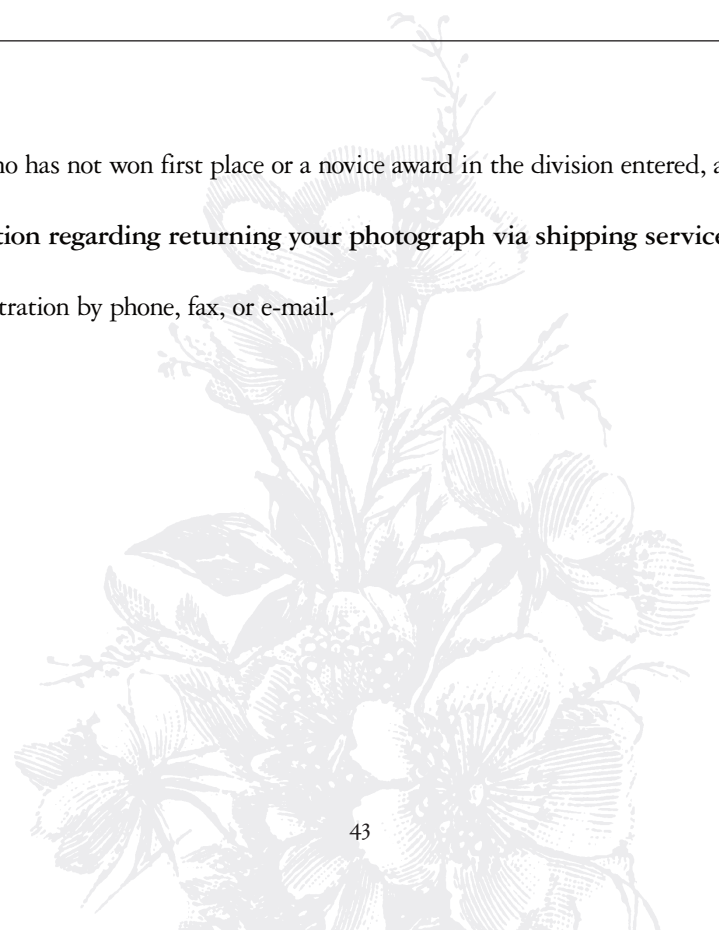 no has not won first place or a novice award in the division entered, a
tion regarding returning your photograph via shipping service
tration by phone, fax, or e-mail.
43